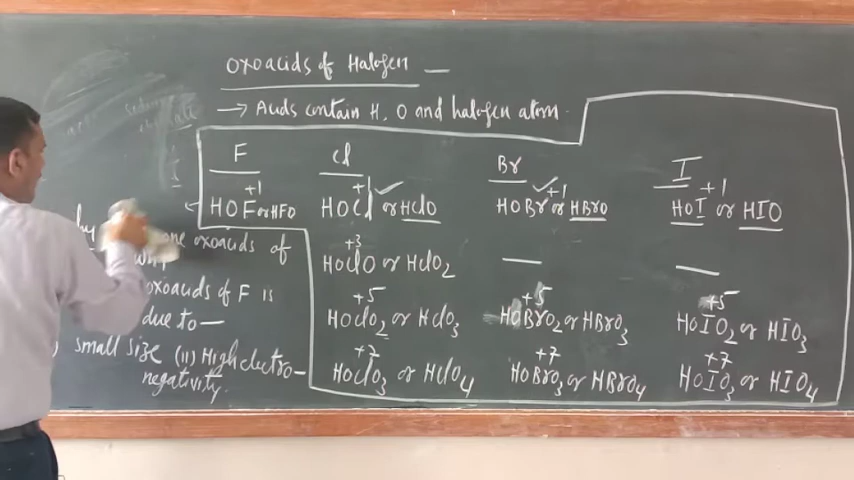 Oxoacids of Halogen —
→ Acids contain H, O and halogen atom.
F Cl Br I
+1 +1 +1 +1
HOF or HFO HOCl or HClO HOBr or HBrO HOI or HIO
+3
HOClO or HClO2 — —
+5 +5 +5
HOClO2 or HClO3 HOBrO2 or HBrO3 HOIO2 or HIO3
+7 +7 +7
HOClO3 or HClO4 HOBrO3 or HBrO4 HOIO3 or HIO4
one oxoacids of
oxoacids of F is
due to —
small size (ii) High electro-
negativity.